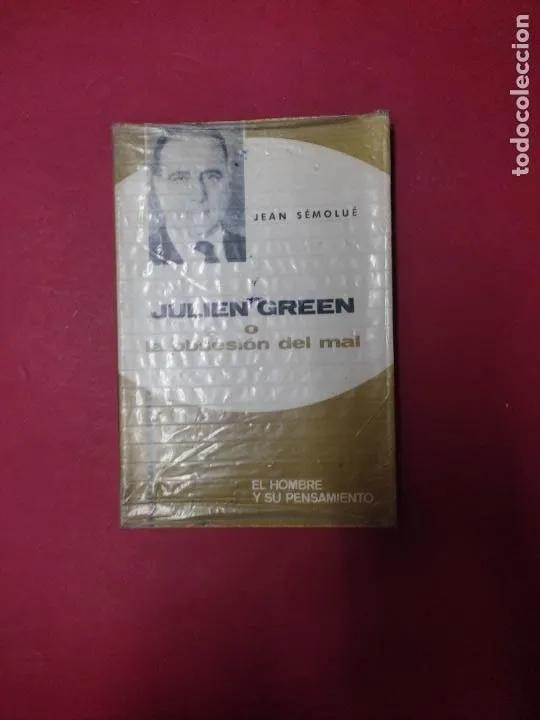 JEAN SÉMOLUÉ
JULIEN GREEN
o
la obsesión del mal
EL HOMBRE
Y SU PENSAMIENTO
todocoleccion